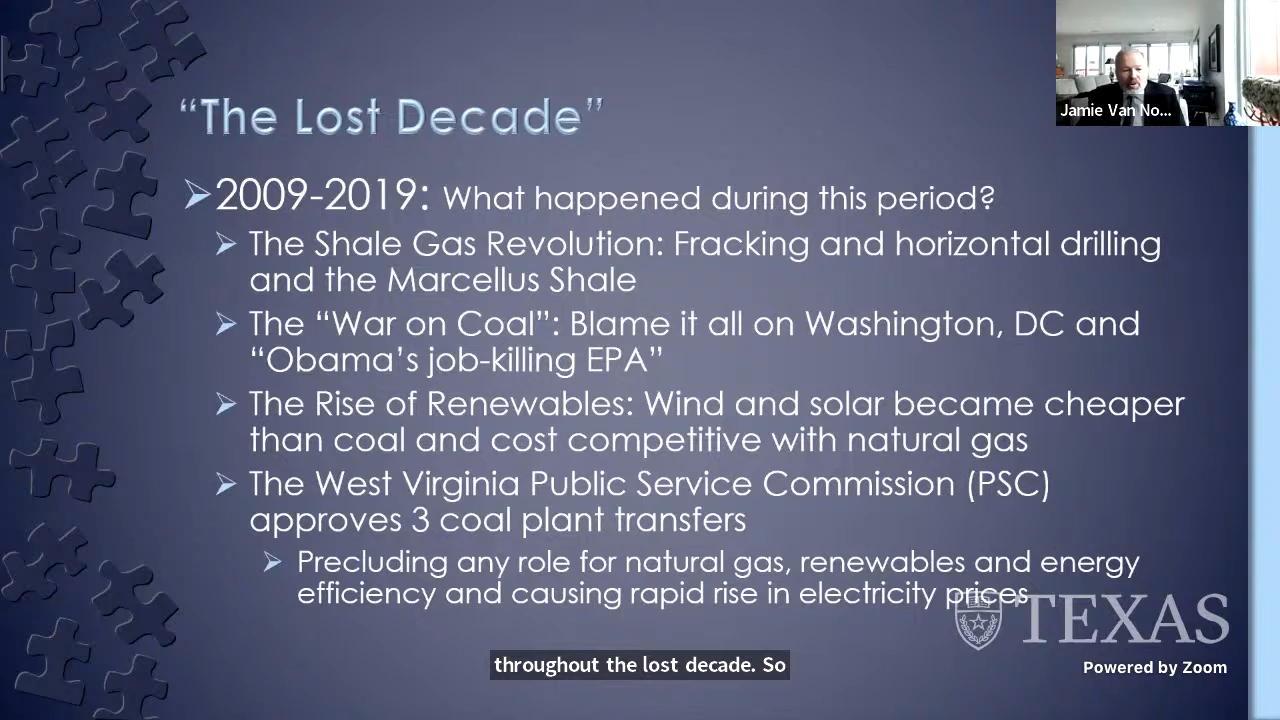 “The Lost Decade”
Jamie Van No...
➢2009-2019: What happened during this period?
➢ The Shale Gas Revolution: Fracking and horizontal drilling
and the Marcellus Shale
➢ The “War on Coal”: Blame it all on Washington, DC and
“Obama’s job-killing EPA”
➢ The Rise of Renewables: Wind and solar became cheaper
than coal and cost competitive with natural gas
➢ The West Virginia Public Service Commission (PSC)
approves 3 coal plant transfers
➢ Precluding any role for natural gas, renewables and energy
efficiency and causing rapid rise in electricity prices
TEXAS
throughout the lost decade. So
Powered by Zoom